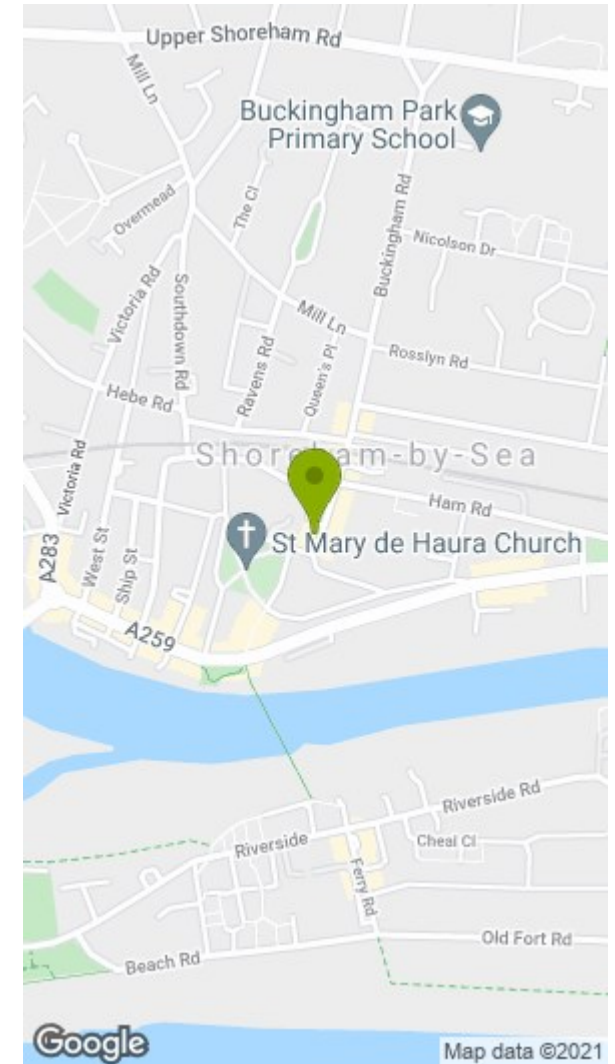 Upper Shoreham Rd
Mill Ln
Buckingham Park
Primary School
Overmead
The Cl
Buckingham Rd
Nicolson Dr
Victoria Rd
Southdown Rd
Mill Ln
Ravens Rd
Queen's Pl
Rosslyn Rd
Hebe Rd
Shoreham-by-Sea
Victoria Rd
Ham Rd
A283
West St
Ship St
St Mary de Haura Church
A259
Riverside Rd
Riverside
Cheal Cl
Ferry Rd
Old Fort Rd
Beach Rd
Google
Map data ©2021